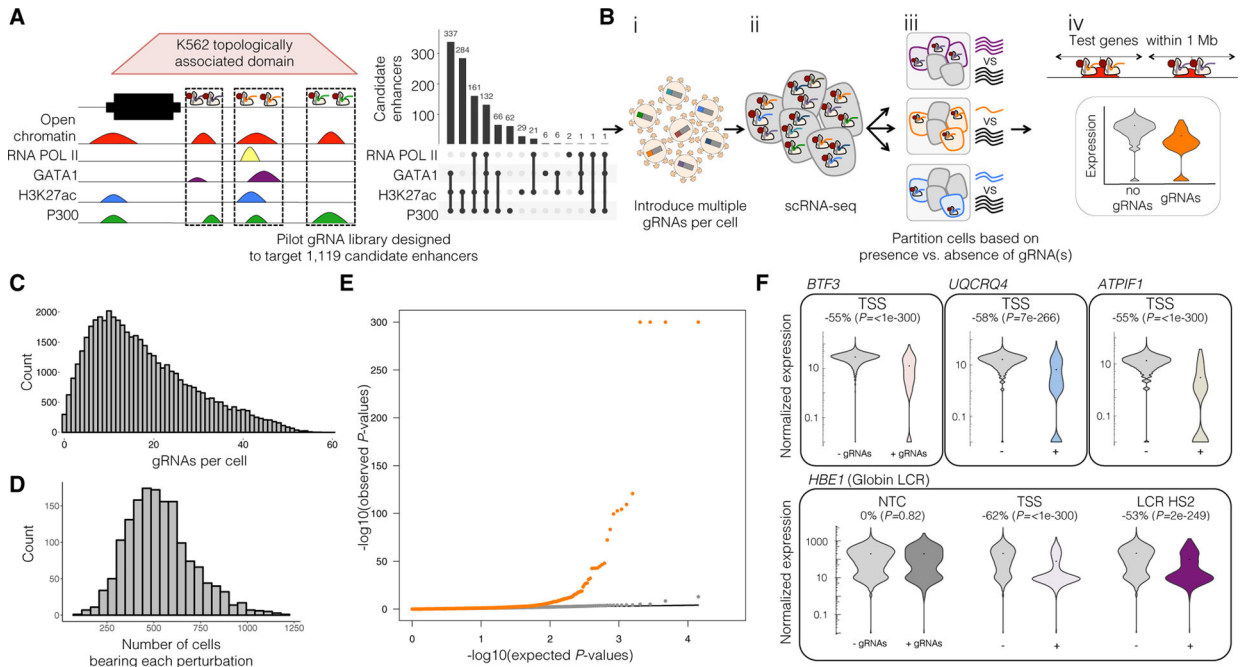 A
K562 topologically
associated domain
Open
chromatin
RNA POL II
GATA1
H3K27ac
P300
Candidate
enhancers
300
200
100
0
337
284
161
132
66
62
29
21
6
6
2
1
1
1
RNA POL II
GATA1
H3K27ac
P300
Pilot gRNA library designed
to target 1,119 candidate enhancers
B
i
Introduce multiple
gRNAs per cell
ii
scRNA-seq
iii
vs
vs
vs
Partition cells based on
presence vs. absence of gRNA(s)
iv
Test genes within 1 Mb
Expression
no
gRNAs
gRNAs
C
Count
2000
1500
1000
500
0
0
20
40
60
gRNAs per cell
D
Count
150
100
50
0
250
500
750
1000
1250
Number of cells
bearing each perturbation
E
-log10(observed P-values)
300
250
200
150
100
50
0
0
1
2
3
4
-log10(expected P-values)
F
BTF3
TSS
-55% (P=<1e-300)
Normalized expression
10
0.1
- gRNAs
+ gRNAs
UQCRQ4
TSS
-58% (P=7e-266)
10
0.1
-
+
ATPIF1
TSS
-55% (P=<1e-300)
10
0.1
-
+
HBE1 (Globin LCR)
Normalized expression
1000
10
0.1
NTC
0% (P=0.82)
- gRNAs
+ gRNAs
TSS
-62% (P=<1e-300)
-
+
LCR HS2
-53% (P=2e-249)
-
+